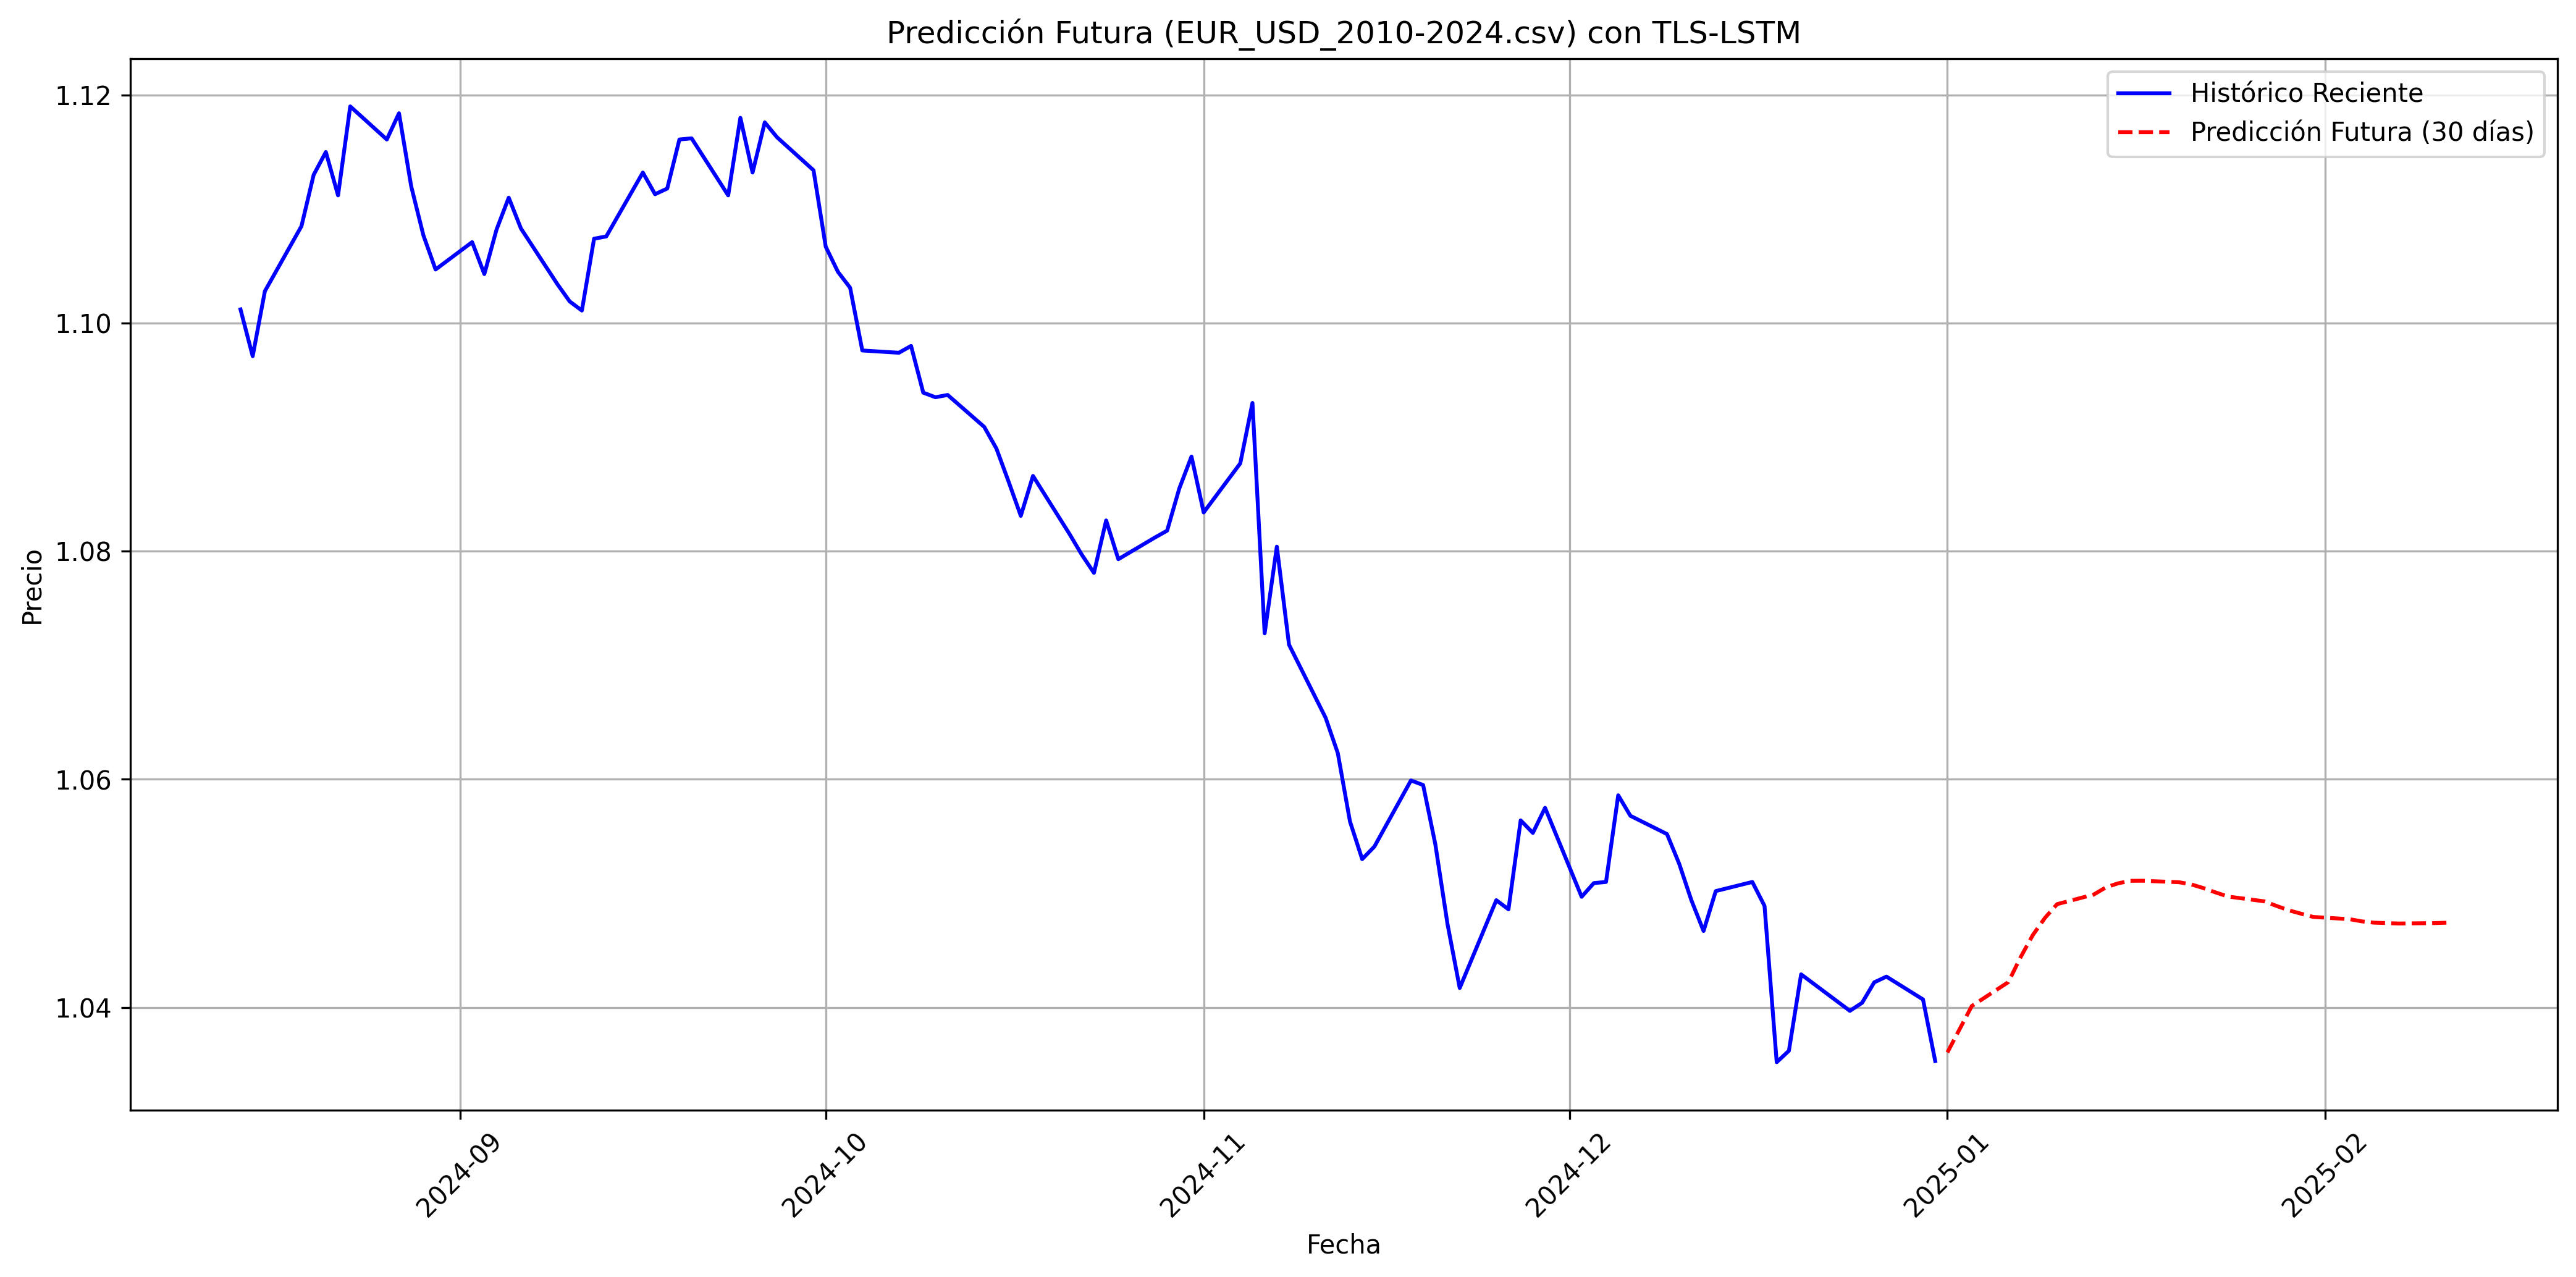 Predicción Futura (EUR_USD_2010-2024.csv) con TLS-LSTM
Histórico Reciente
Predicción Futura (30 días)
Precio
1.12
1.10
1.08
1.06
1.04
2024-09
2024-10
2024-11
2024-12
2025-01
2025-02
Fecha